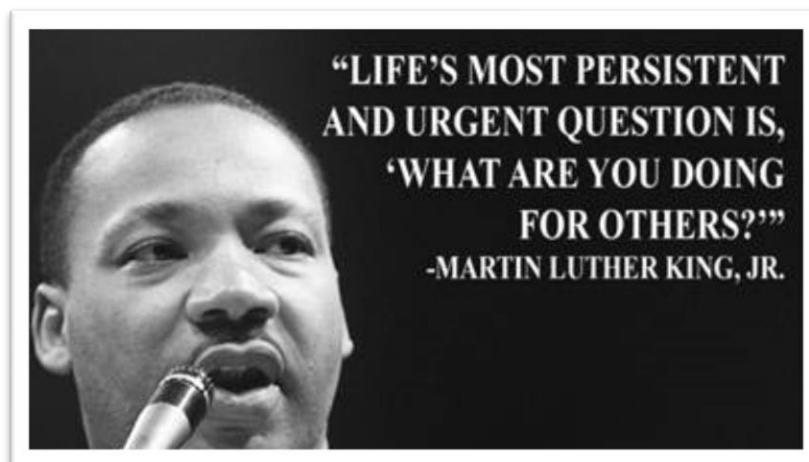 “LIFE’S MOST PERSISTENT
AND URGENT QUESTION IS,
‘WHAT ARE YOU DOING
FOR OTHERS?’”
-MARTIN LUTHER KING, JR.